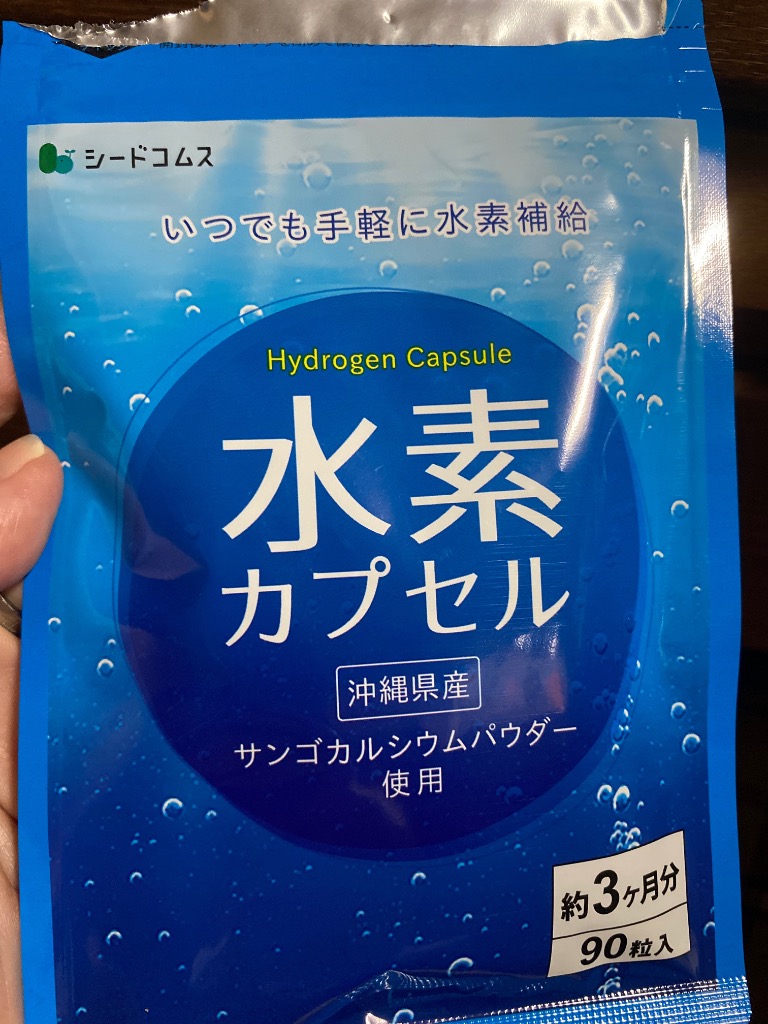 シードコムス
いつでも手軽に水素補給
Hydrogen Capsule
水素
カプセル
沖縄県産
サンゴカルシウムパウダー
使用
約3ヶ月分
90粒入